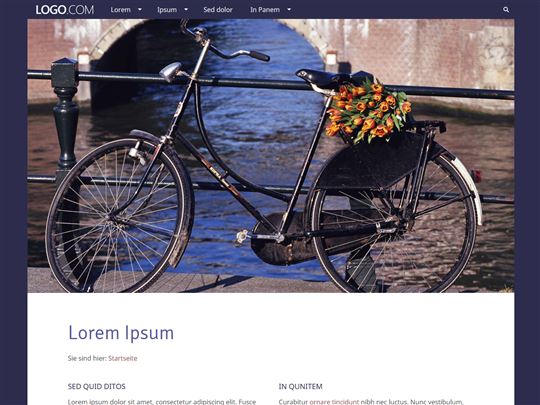 LOGO.COM Lorem Ipsum Sed dolor In Panem
Lorem Ipsum
Sie sind hier: Startseite
SED QUID DITOS
Lorem ipsum dolor sit amet, consectetur adipiscing elit. Fusce
IN QUNITEM
Curabitur ornare tincidunt nibh nec luctus. Nunc vestibulum,